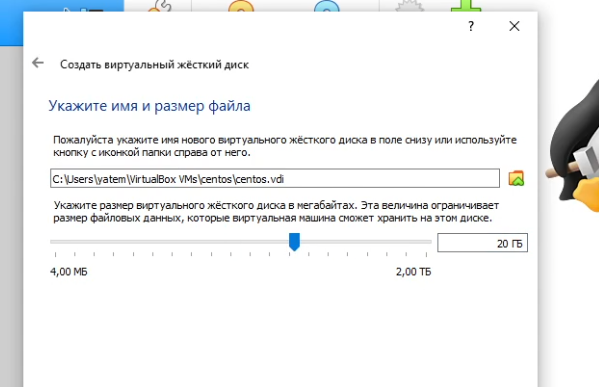 ?
Создать виртуальный жёсткий диск
Укажите имя и размер файла
Пожалуйста укажите имя нового виртуального жёсткого диска в поле снизу или используйте
кнопку с иконкой папки справа от него.
C:\Users\yatem\VirtualBox VMs\centos\centos.vdi
Укажите размер виртуального жёсткого диска в мегабайтах. Эта величина ограничивает
размер файловых данных, которые виртуальная машина сможет хранить на этом диске.
20 ГБ
4,00 МБ 2,00 ТБ